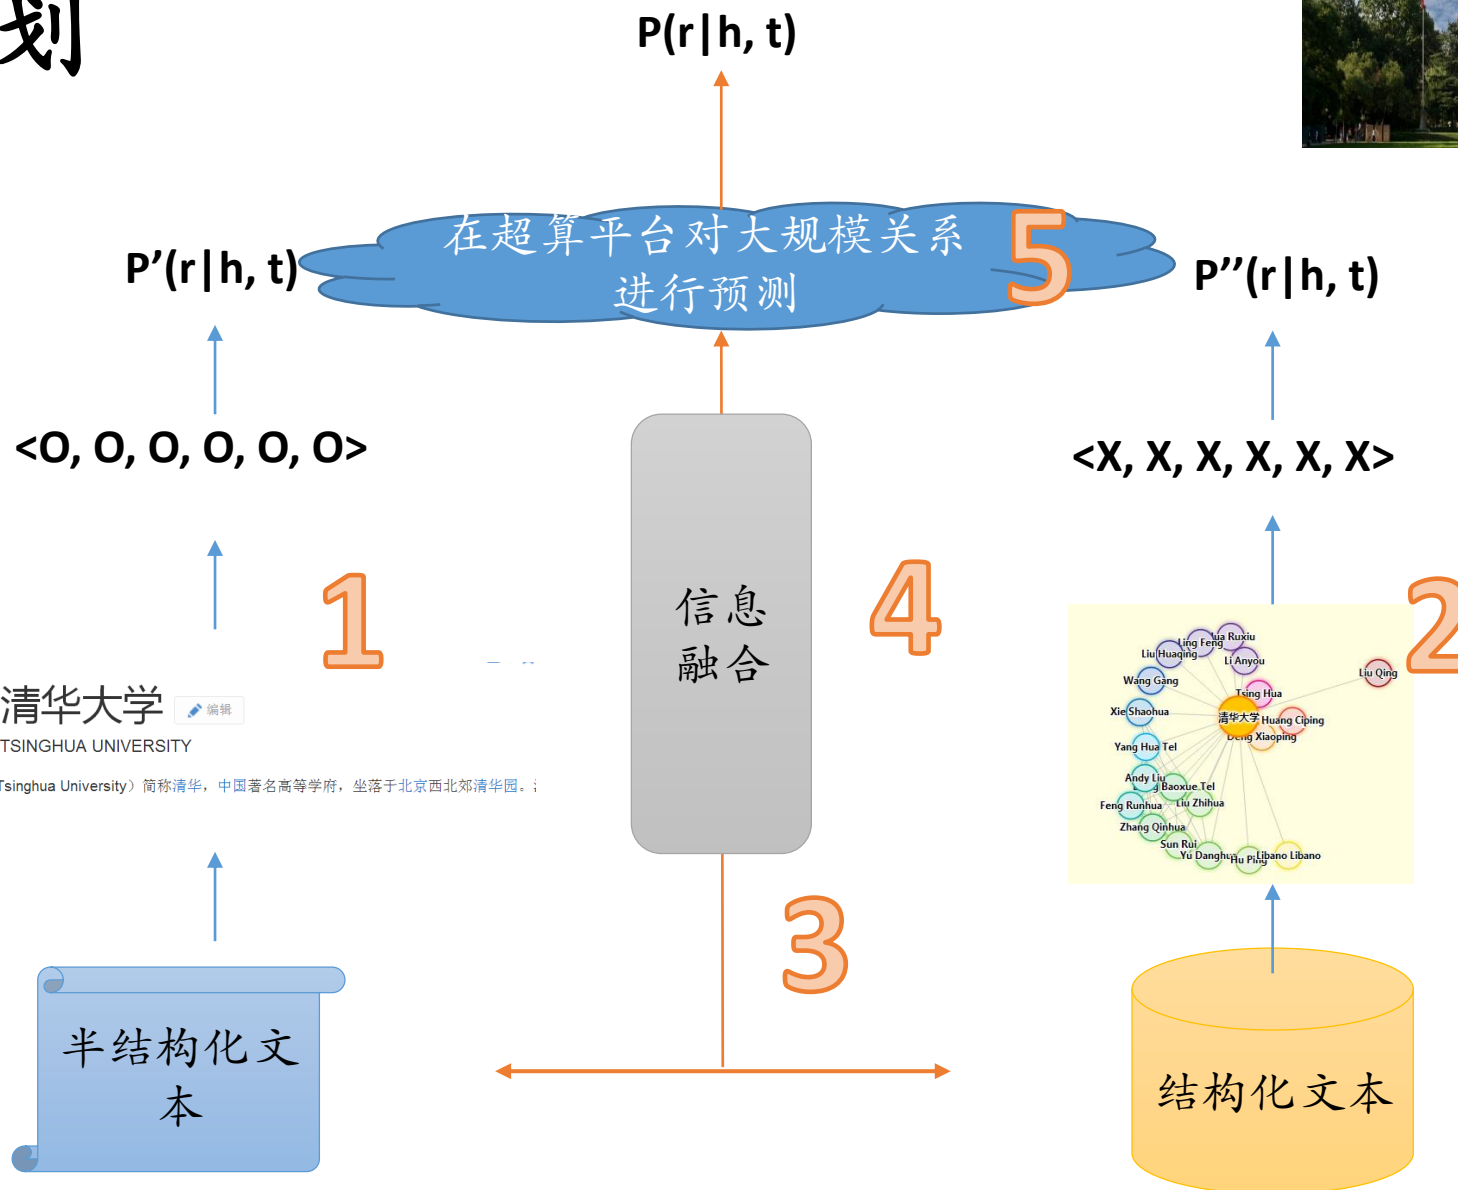 划
P(r|h, t)
在超算平台对大规模关系
进行预测
5
P’(r|h, t)
P’’(r|h, t)
<O, O, O, O, O, O>
<X, X, X, X, X, X>
1
信息
融合
4
2
清华大学
编辑
TSINGHUA UNIVERSITY
Tsinghua University）简称清华，中国著名高等学府，坐落于北京西北郊清华园。
Ling Feng
Liu Huaqing
Li Anyou
Wang Gang
Liu Qing
Tsing Hua
Xie Shaohua
清华大学
Huang Ciping
Deng Xiaoping
Yang Hua Tel
Andy Liu
Baoxue Tel
Feng Runhua
Liu Zhihua
Zhang Qinhua
Sun Rui
Yu Danghua
Hu Ping
Libano Libano
3
半结构化文
本
结构化文本